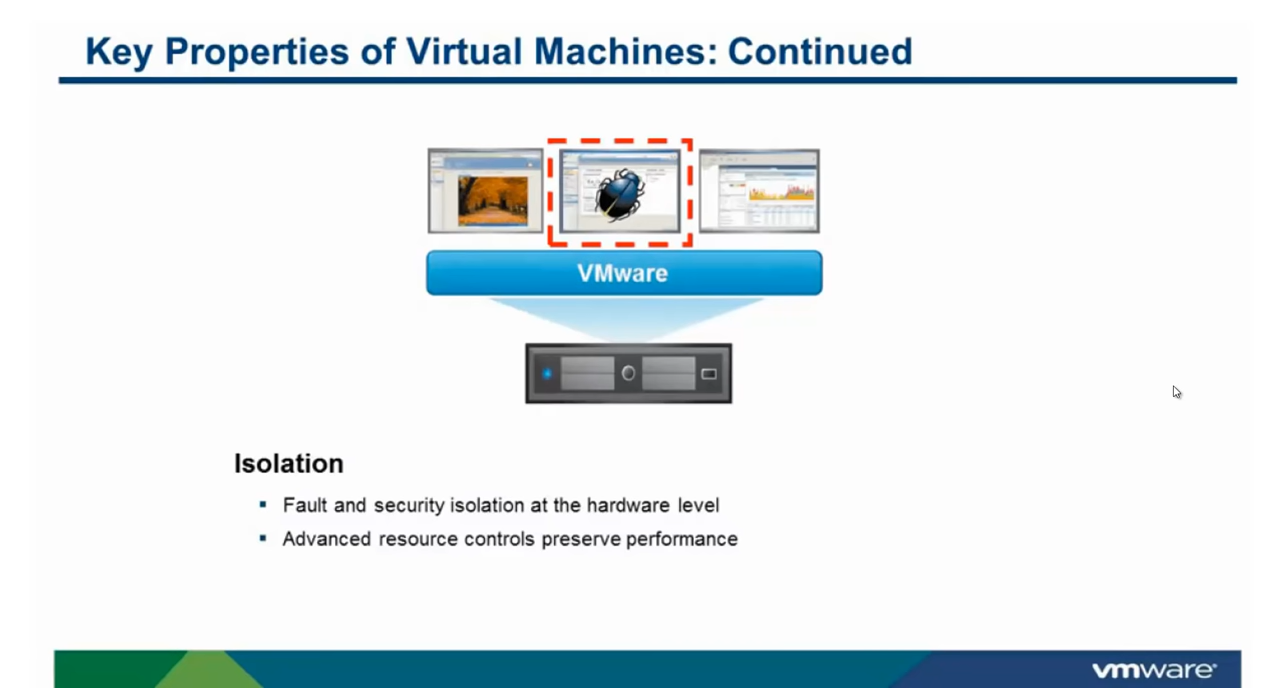 Key Properties of Virtual Machines: Continued
VMware
Isolation
Fault and security isolation at the hardware level
Advanced resource controls preserve performance
vmware